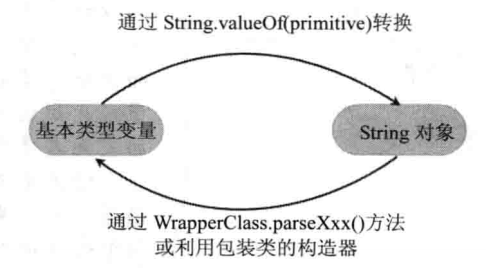 通过 String.valueOf(primitive)转换
基本类型变量
String 对象
通过 WrapperClass.parseXxx()方法
或利用包装类的构造器